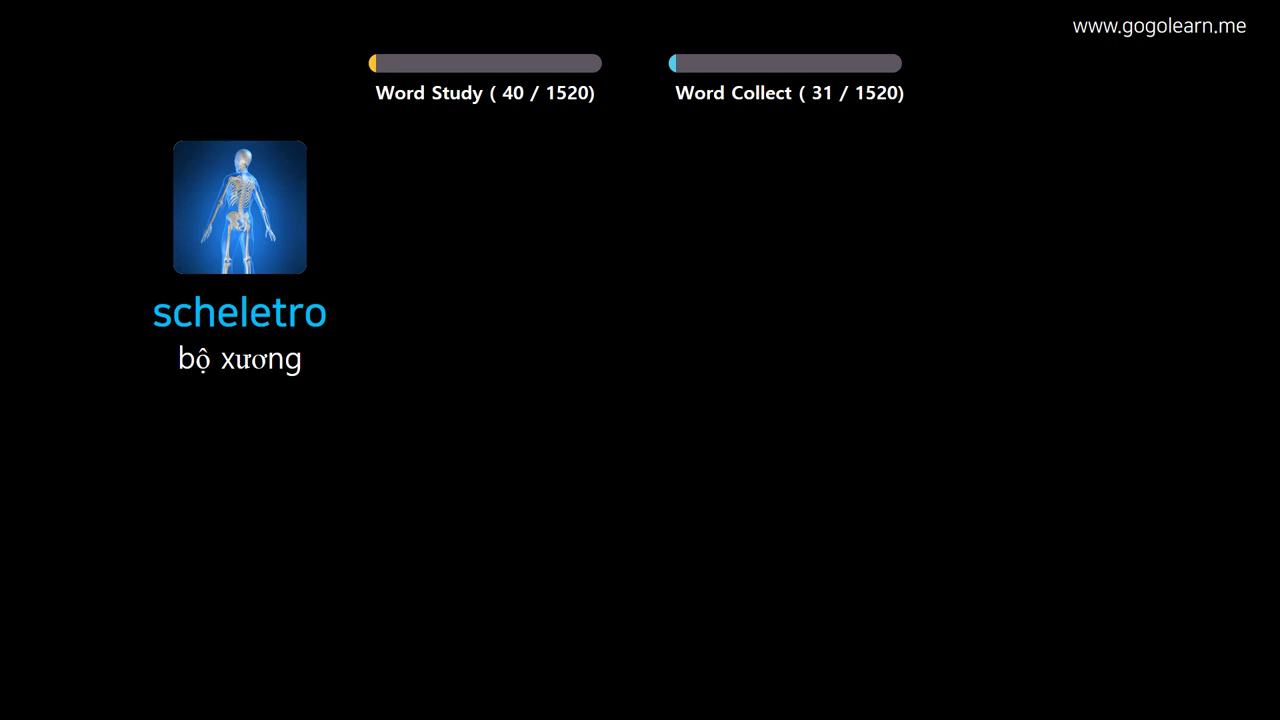 www.gogolearn.me
Word Study ( 40 / 1520)
Word Collect ( 31 / 1520)
scheletro
bộ xương